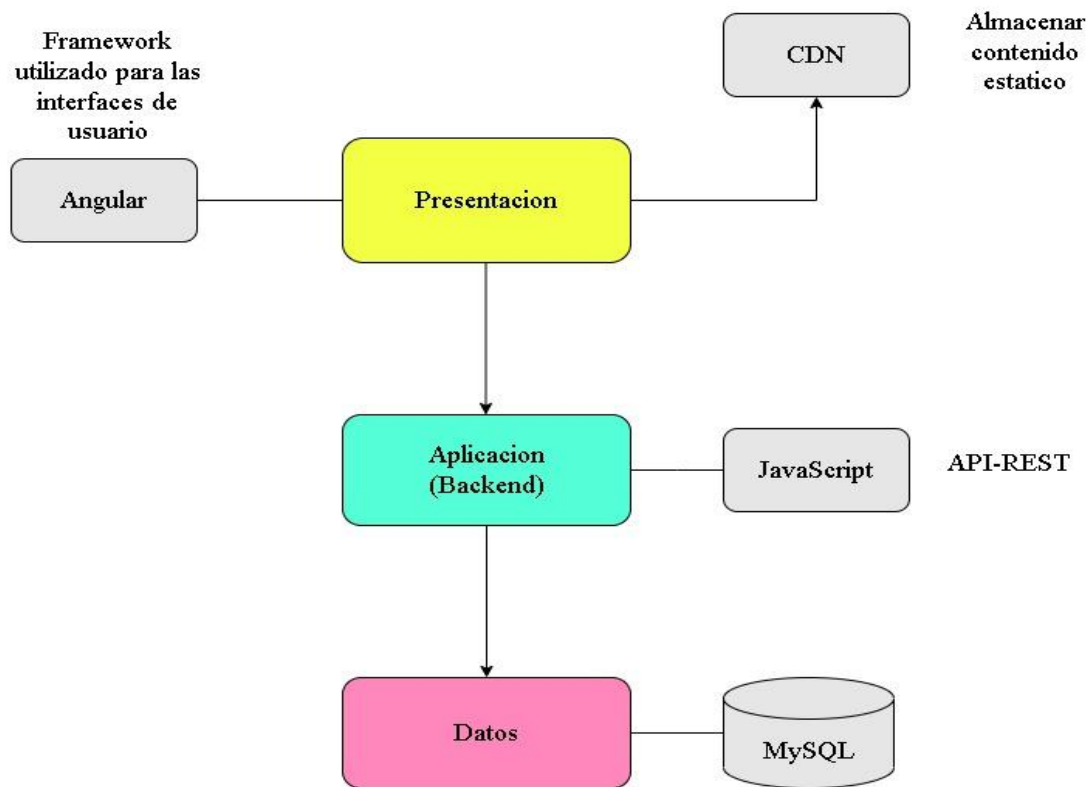 Framework
utilizado para las
interfaces de
usuario
Angular
Presentacion
CDN
Almacenar
contenido
estatico
Aplicacion
(Backend)
JavaScript
API-REST
Datos
MySQL